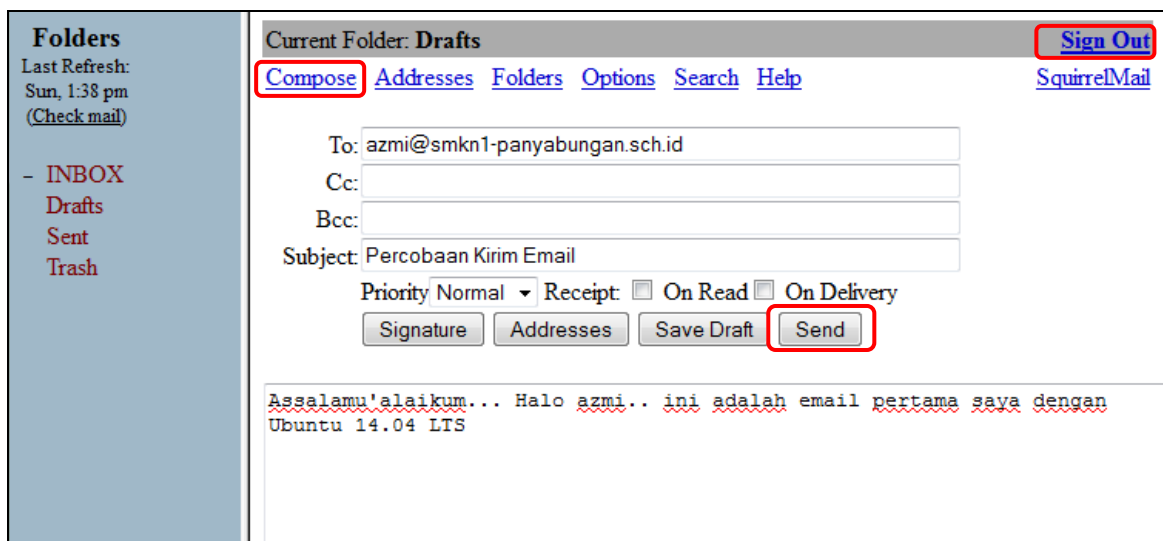 Folders
Last Refresh:
Sun, 1:38 pm
(Check mail)
– INBOX
Drafts
Sent
Trash
Current Folder: Drafts
Sign Out
Compose Addresses Folders Options Search Help
SquirrelMail
To: azmi@smkn1-panyabungan.sch.id
Cc:
Bcc:
Subject: Percobaan Kirim Email
Priority Normal Receipt: On Read On Delivery
Signature Addresses Save Draft Send
Assalamu'alaikum... Halo azmi.. ini adalah email pertama saya dengan
Ubuntu 14.04 LTS